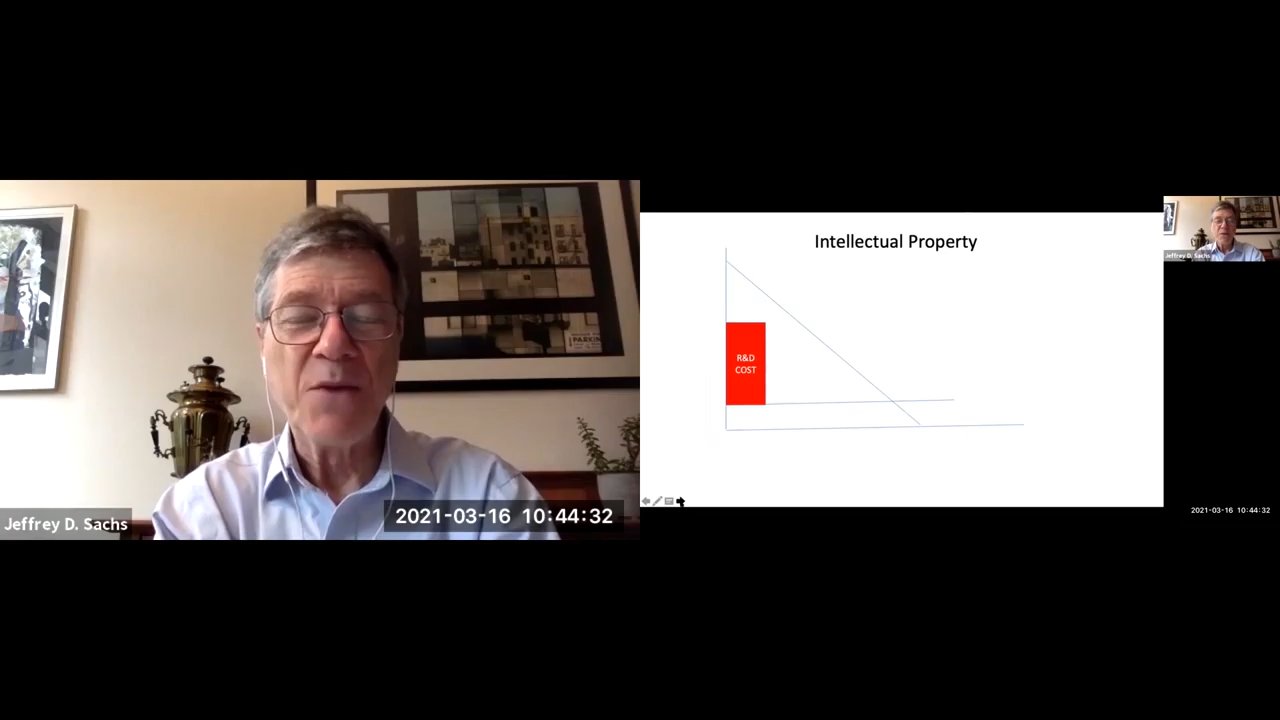 PARKIN
Jeffrey D. Sachs
2021-03-16 10:44:32
Intellectual Property
R&D
COST
Jeffrey D. Sachs
2021-03-16 10:44:32